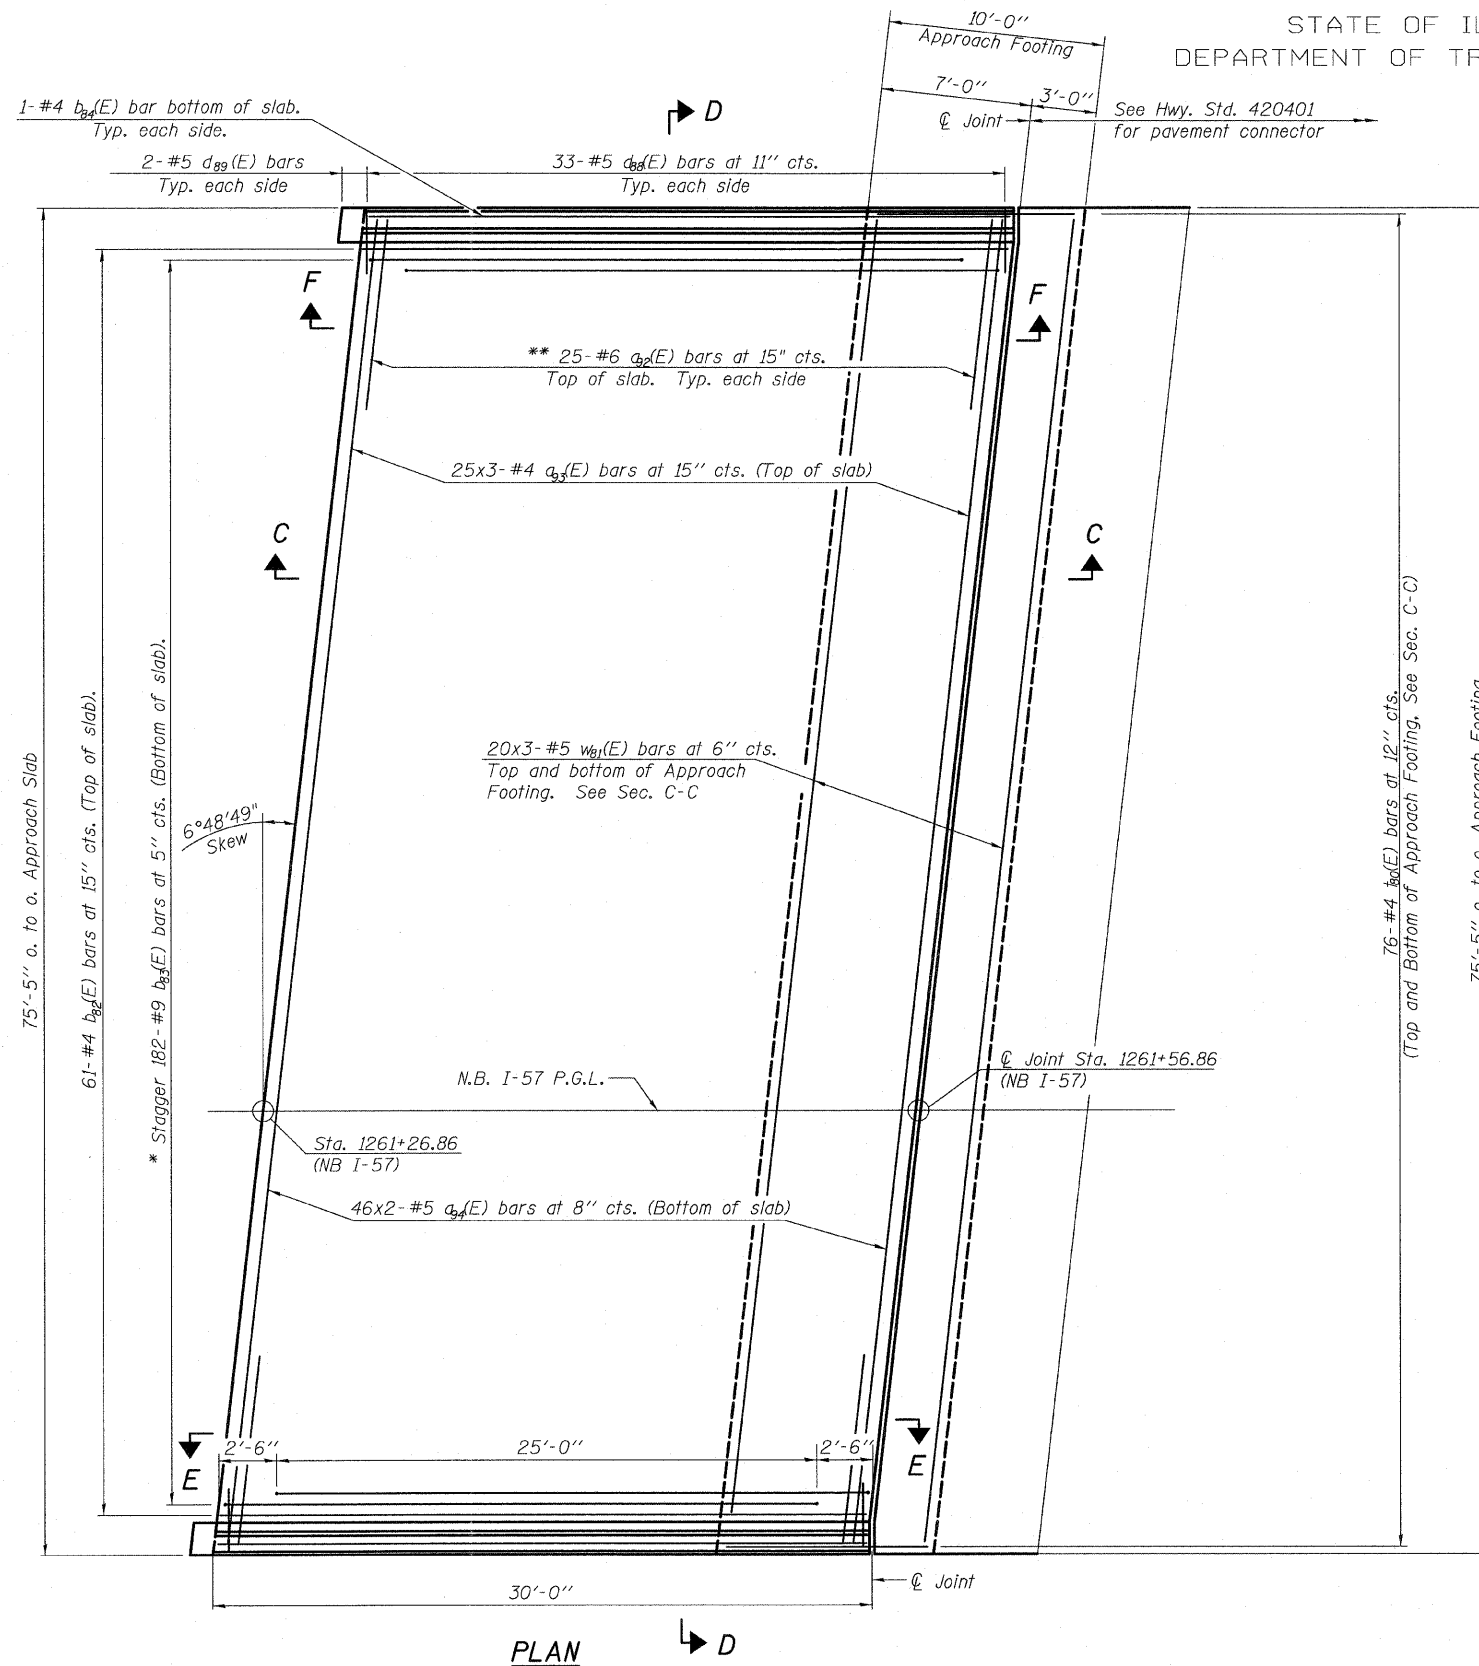 STATE OF IL
DEPARTMENT OF TR
10'-0"
Approach Footing
7'-0"
3'-0"
℄ Joint
See Hwy. Std. 420401
for pavement connector
1-#4 b84(E) bar bottom of slab.
Typ. each side.
D
2-#5 d89(E) bars
Typ. each side
33-#5 d88(E) bars at 11" cts.
Typ. each side
F
F
** 25-#6 a92(E) bars at 15" cts.
Top of slab. Typ. each side
25x3-#4 a93(E) bars at 15" cts. (Top of slab)
C
C
75'-5" o. to o. Approach Slab
61-#4 b82(E) bars at 15" cts. (Top of slab).
* Stagger 182-#9 b83(E) bars at 5" cts. (Bottom of slab).
6°48'49"
Skew
20x3-#5 w81(E) bars at 6" cts.
Top and bottom of Approach
Footing. See Sec. C-C
76-#4 t80(E) bars at 12" cts.
(Top and Bottom of Approach Footing, See Sec. C-C)
75'-5" o. to o. Approach Footing
N.B. I-57 P.G.L.
℄ Joint Sta. 1261+56.86
(NB I-57)
Sta. 1261+26.86
(NB I-57)
46x2-#5 a94(E) bars at 8" cts. (Bottom of slab)
2'-6"
25'-0"
2'-6"
E
E
℄ Joint
30'-0"
PLAN
D